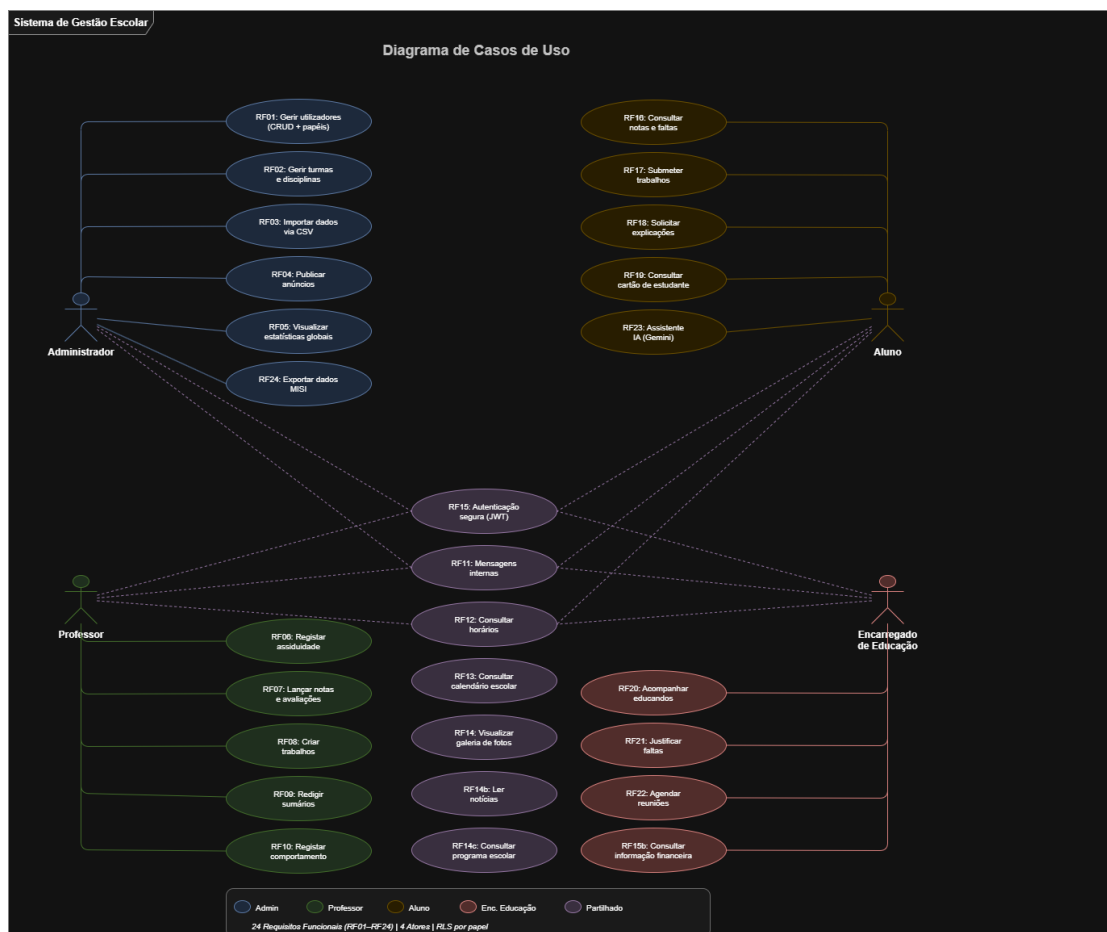 Sistema de Gestão Escolar
Diagrama de Casos de Uso
RF01: Gerir utilizadores
(CRUD + papéis)
RF02: Gerir turmas
e disciplinas
RF03: Importar dados
via CSV
RF04: Publicar
anúncios
RF05: Visualizar
estatísticas globais
RF24: Exportar dados
MISI
Administrador
RF16: Consultar
notas e faltas
RF17: Submeter
trabalhos
RF18: Solicitar
explicações
RF19: Consultar
cartão de estudante
RF23: Assistente
IA (Gemini)
Aluno
RF15: Autenticação
segura (JWT)
RF11: Mensagens
internas
RF12: Consultar
horários
RF13: Consultar
calendário escolar
RF14: Visualizar
galeria de fotos
RF14b: Ler
notícias
RF14c: Consultar
programa escolar
Professor
RF06: Registar
assiduidade
RF07: Lançar notas
e avaliações
RF08: Criar
trabalhos
RF09: Redigir
sumários
RF10: Registar
comportamento
Encarregado
de Educação
RF20: Acompanhar
educandos
RF21: Justificar
faltas
RF22: Agendar
reuniões
RF15b: Consultar
informação financeira
Admin
Professor
Aluno
Enc. Educação
Partilhado
24 Requisitos Funcionais (RF01–RF24) | 4 Atores | RLS por papel